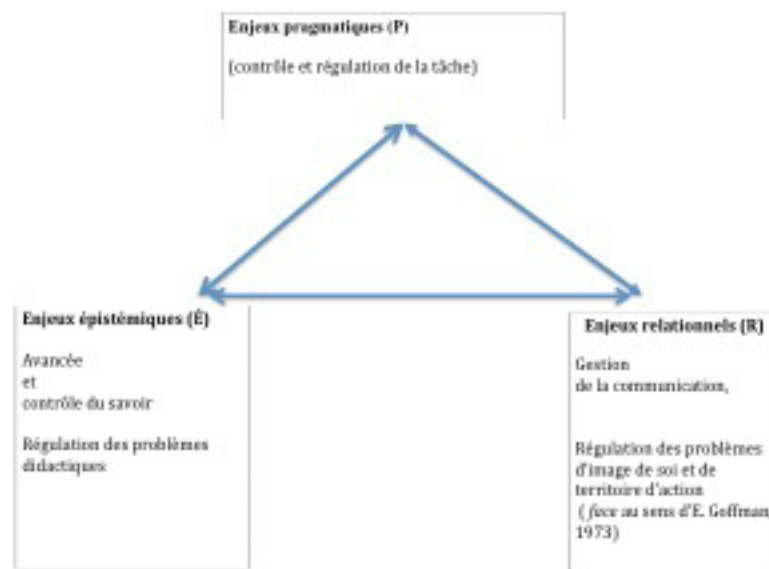 Enjeux pragmatiques (P)
(contrôle et régulation de la tâche)
Enjeux épistémiques (É)
Avancée
et
contrôle du savoir
Régulation des problèmes
didactiques
Enjeux relationnels (R)
Gestion
de la communication,
Régulation des problèmes
d'image de soi et de
territoire d'action
( face au sens d'E. Goffman,
1973)